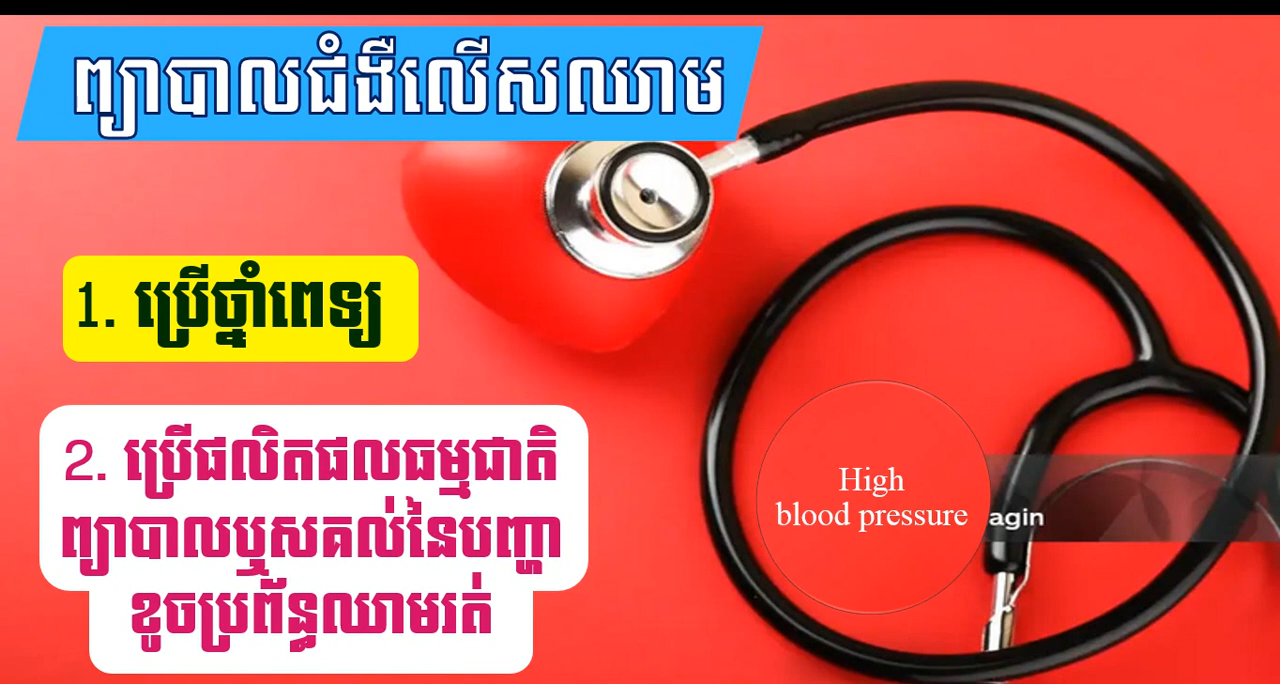 ព្យាបាលជំងឺលើសឈាម
1. ប្រើថ្នាំពេទ្យ
2. ប្រើផលិតផលធម្មជាតិ
ព្យាបាលឬសគល់នៃបញ្ហា
ខូចប្រព័ន្ធឈាមរត់
High
blood pressure
agin